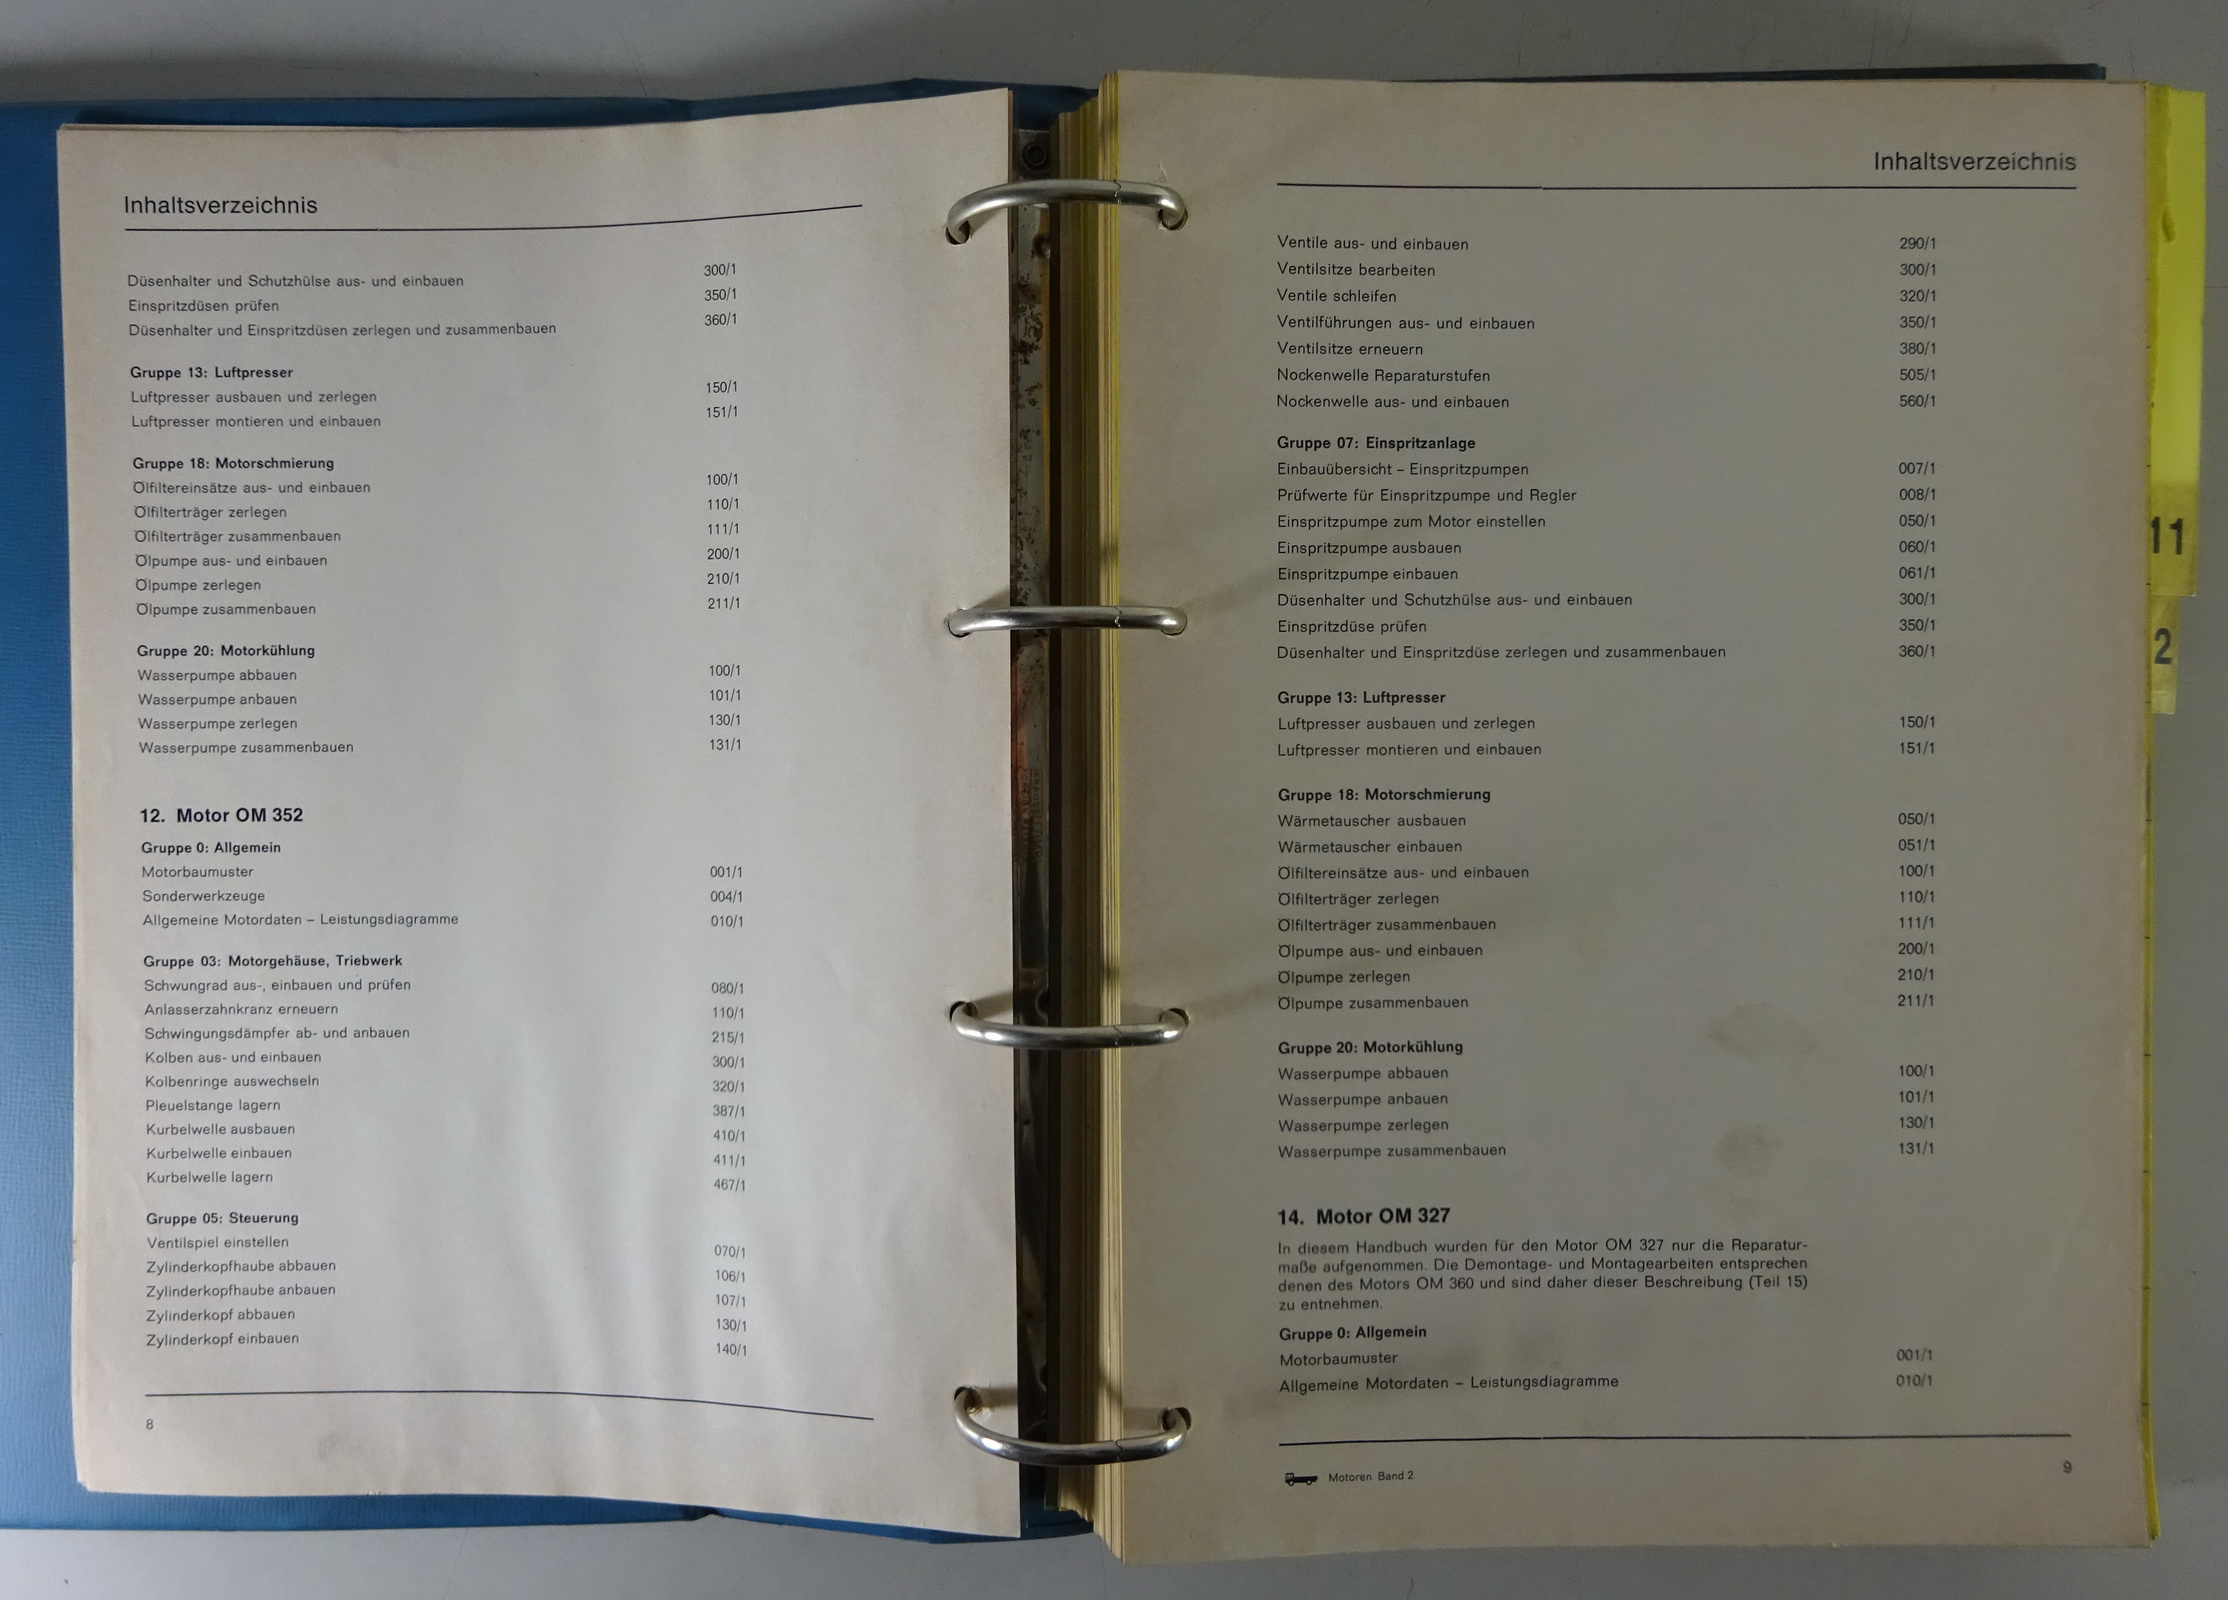 Inhaltsverzeichnis
Düsenhalter und Schutzhülse aus- und einbauen 300/1
Einspritzdüsen prüfen 350/1
Düsenhalter und Einspritzdüsen zerlegen und zusammenbauen 360/1
Gruppe 13: Luftpresser
Luftpresser ausbauen und zerlegen 150/1
Luftpresser montieren und einbauen 151/1
Gruppe 18: Motorschmierung
Ölfiltereinsätze aus- und einbauen 100/1
Ölfilterträger zerlegen 110/1
Ölfilterträger zusammenbauen 111/1
Ölpumpe aus- und einbauen 200/1
Ölpumpe zerlegen 210/1
Ölpumpe zusammenbauen 211/1
Gruppe 20: Motorkühlung
Wasserpumpe abbauen 100/1
Wasserpumpe anbauen 101/1
Wasserpumpe zerlegen 130/1
Wasserpumpe zusammenbauen 131/1
12. Motor OM 352
Gruppe 0: Allgemein
Motorbaumuster 001/1
Sonderwerkzeuge 004/1
Allgemeine Motordaten – Leistungsdiagramme 010/1
Gruppe 03: Motorgehäuse, Triebwerk
Schwungrad aus-, einbauen und prüfen 080/1
Anlasserzahnkranz erneuern 110/1
Schwingungsdämpfer ab- und anbauen 215/1
Kolben aus- und einbauen 300/1
Kolbenringe auswechseln 320/1
Pleuelstange lagern 387/1
Kurbelwelle ausbauen 410/1
Kurbelwelle einbauen 411/1
Kurbelwelle lagern 467/1
Gruppe 05: Steuerung
Ventilspiel einstellen 070/1
Zylinderkopfhaube abbauen 106/1
Zylinderkopfhaube anbauen 107/1
Zylinderkopf abbauen 130/1
Zylinderkopf einbauen 140/1
8
Inhaltsverzeichnis
Ventile aus- und einbauen 290/1
Ventilsitze bearbeiten 300/1
Ventile schleifen 320/1
Ventilführungen aus- und einbauen 350/1
Ventilsitze erneuern 380/1
Nockenwelle Reparaturstufen 505/1
Nockenwelle aus- und einbauen 560/1
Gruppe 07: Einspritzanlage
Einbauübersicht – Einspritzpumpen 007/1
Prüfwerte für Einspritzpumpe und Regler 008/1
Einspritzpumpe zum Motor einstellen 050/1
Einspritzpumpe ausbauen 060/1
Einspritzpumpe einbauen 061/1
Düsenhalter und Schutzhülse aus- und einbauen 300/1
Einspritzdüse prüfen 350/1
Düsenhalter und Einspritzdüse zerlegen und zusammenbauen 360/1
Gruppe 13: Luftpresser
Luftpresser ausbauen und zerlegen 150/1
Luftpresser montieren und einbauen 151/1
Gruppe 18: Motorschmierung
Wärmetauscher ausbauen 050/1
Wärmetauscher einbauen 051/1
Ölfiltereinsätze aus- und einbauen 100/1
Ölfilterträger zerlegen 110/1
Ölfilterträger zusammenbauen 111/1
Ölpumpe aus- und einbauen 200/1
Ölpumpe zerlegen 210/1
Ölpumpe zusammenbauen 211/1
Gruppe 20: Motorkühlung
Wasserpumpe abbauen 100/1
Wasserpumpe anbauen 101/1
Wasserpumpe zerlegen 130/1
Wasserpumpe zusammenbauen 131/1
14. Motor OM 327
In diesem Handbuch wurden für den Motor OM 327 nur die Reparatur-
maße aufgenommen. Die Demontage- und Montagearbeiten entsprechen
denen des Motors OM 360 und sind daher dieser Beschreibung (Teil 15)
zu entnehmen.
Gruppe 0: Allgemein
Motorbaumuster 001/1
Allgemeine Motordaten – Leistungsdiagramme 010/1
Motoren Band 2
9
11
2